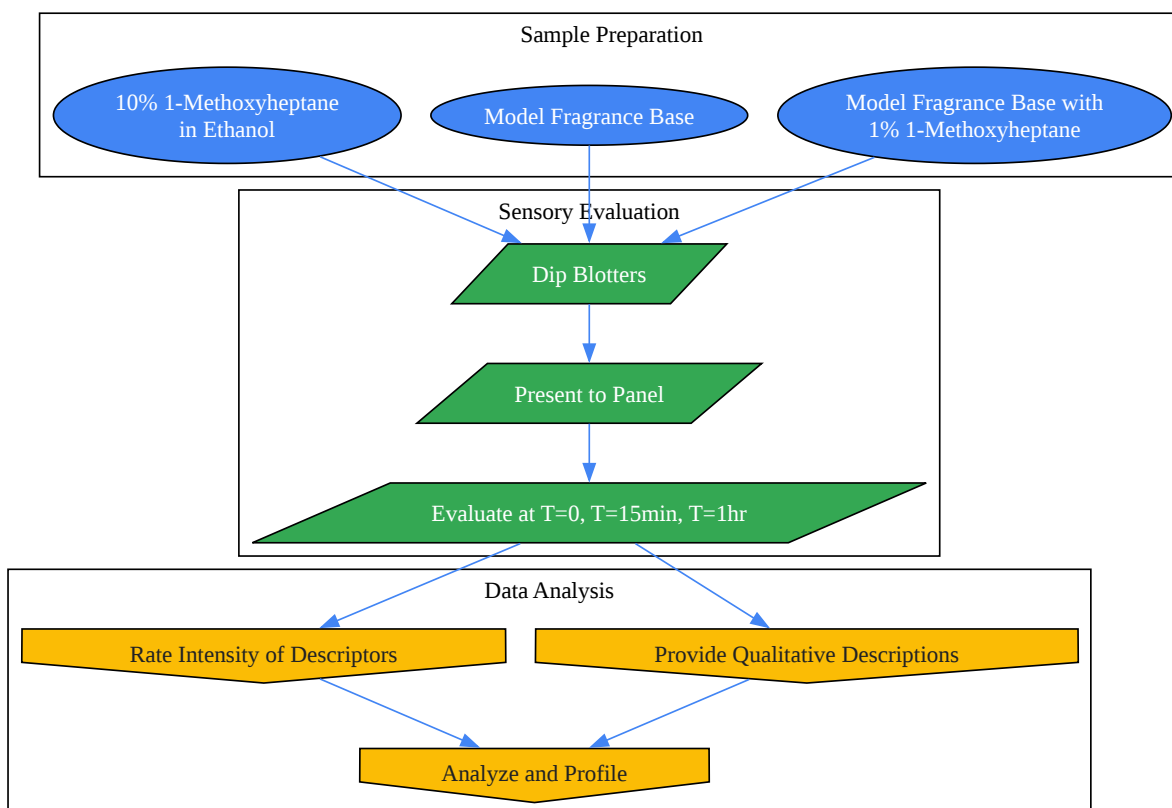 Sample Preparation
10% 1-Methoxyheptane
in Ethanol
Model Fragrance Base
Model Fragrance Base with
1% 1-Methoxyheptane
Sensory Evaluation
Dip Blotters
Present to Panel
Evaluate at T=0, T=15min, T=1hr
Data Analysis
Rate Intensity of Descriptors
Provide Qualitative Descriptions
Analyze and Profile